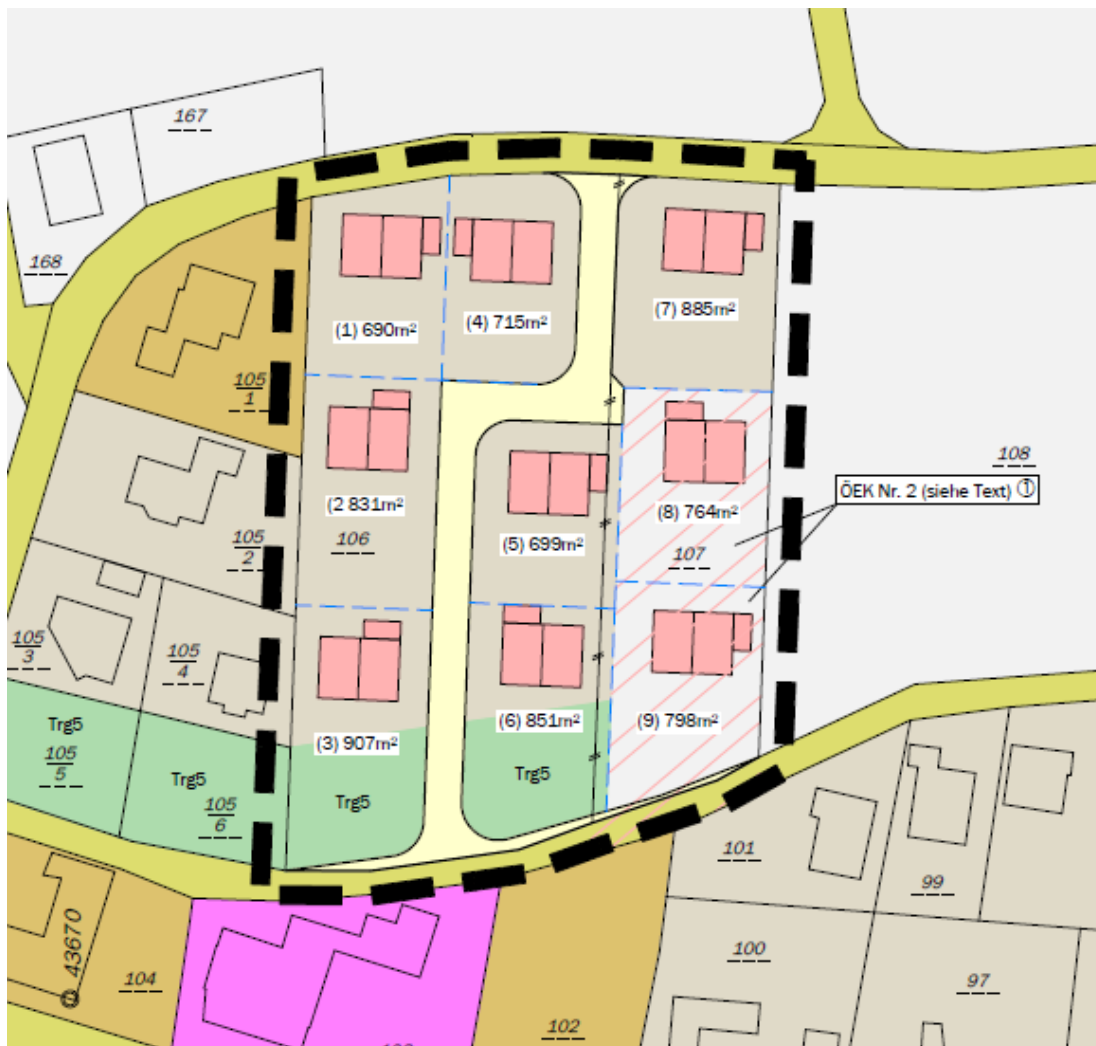 167
168
(1) 690m²
(4) 715m²
(7) 885m²
105
1
108
ÖEK Nr. 2 (siehe Text) ①
(2 831m²
(8) 764m²
105
2
106
(5) 699m²
107
105
3
105
4
(3) 907m²
(6) 851m²
(9) 798m²
Trg5
105
5
Trg5
105
6
Trg5
Trg5
101
99
43670
104
100
97
102